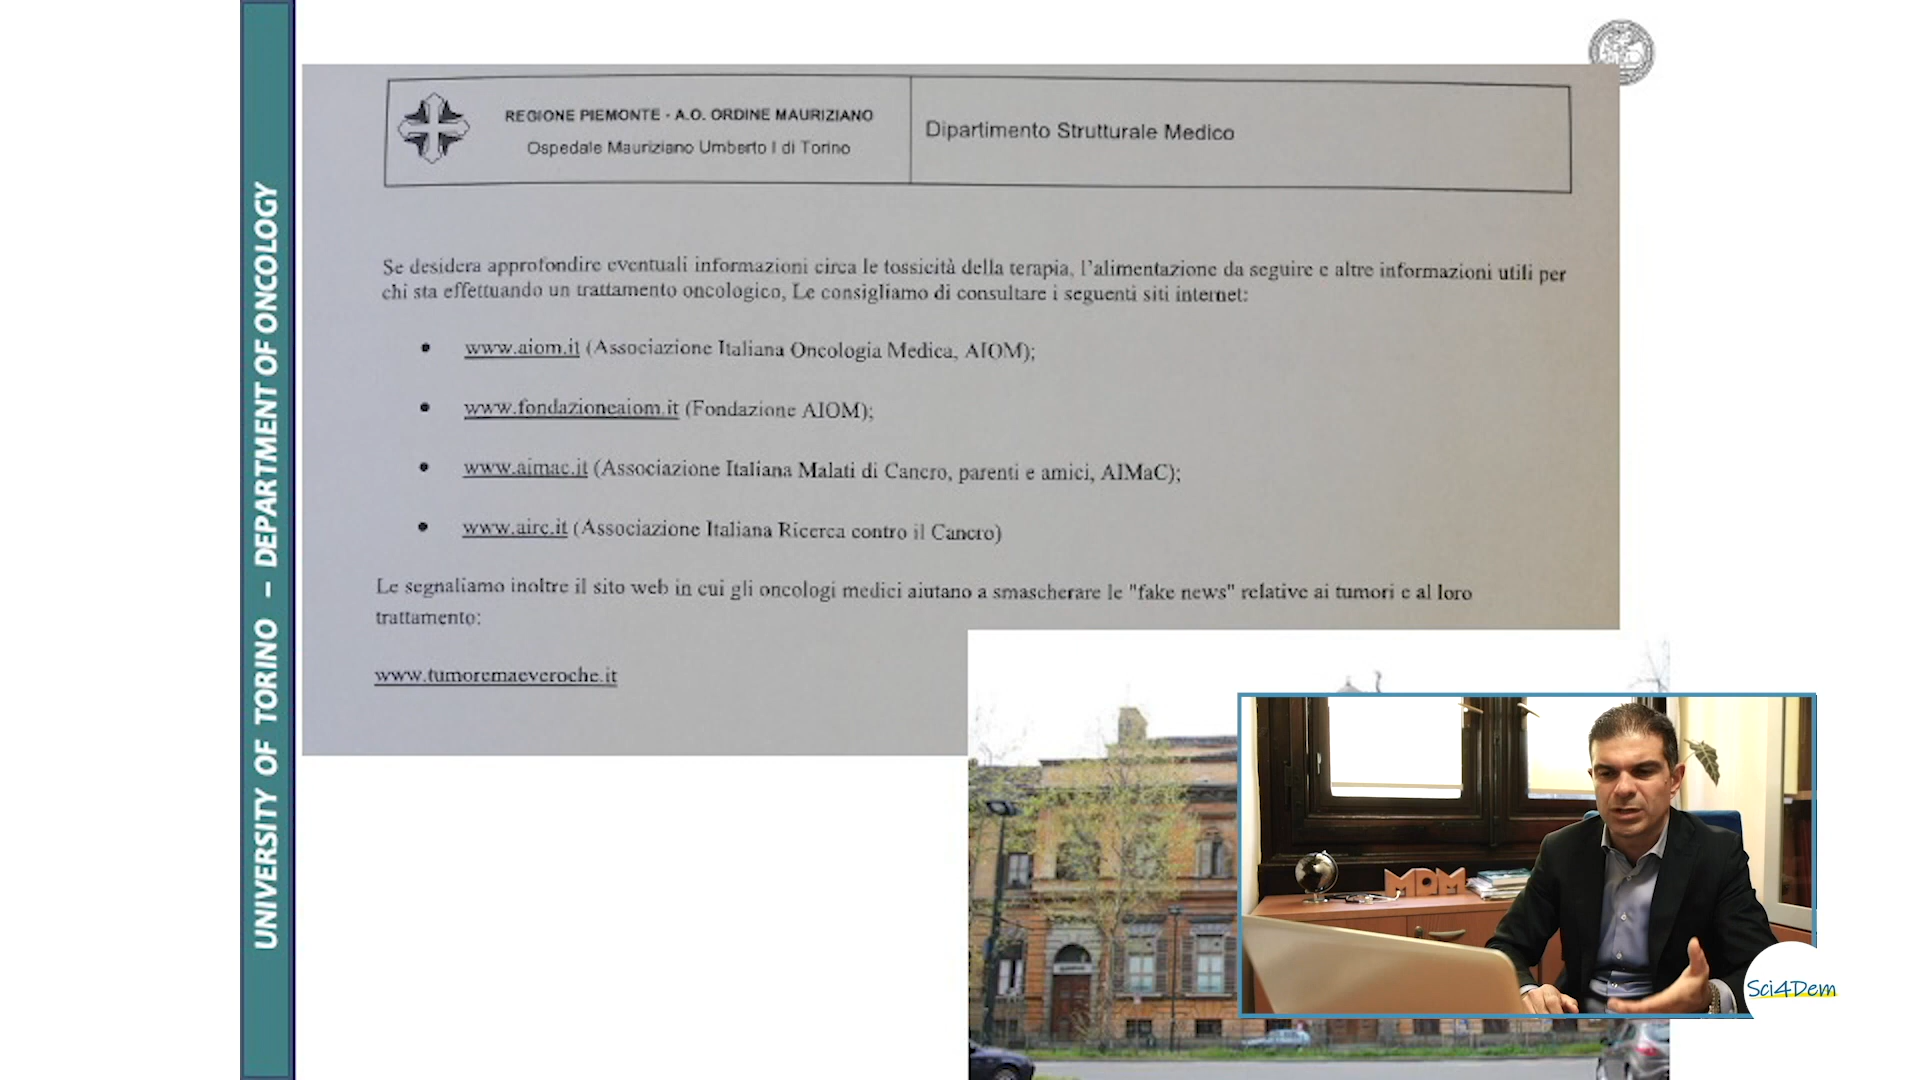 UNIVERSITY OF TORINO – DEPARTMENT OF ONCOLOGY
REGIONE PIEMONTE - A.O. ORDINE MAURIZIANO
Ospedale Mauriziano Umberto I di Torino
Dipartimento Strutturale Medico
Se desidera approfondire eventuali informazioni circa le tossicità della terapia, l'alimentazione da seguire e altre informazioni utili per
chi sta effettuando un trattamento oncologico, Le consigliamo di consultare i seguenti siti internet:
• www.aiom.it (Associazione Italiana Oncologia Medica, AIOM);
• www.fondazioneaiom.it (Fondazione AIOM);
• www.aimac.it (Associazione Italiana Malati di Cancro, parenti e amici, AIMaC);
• www.airc.it (Associazione Italiana Ricerca contro il Cancro)
Le segnaliamo inoltre il sito web in cui gli oncologi medici aiutano a smascherare le "fake news" relative ai tumori e al loro
trattamento:
www.tumoremaeveroche.it
Sci4Dem